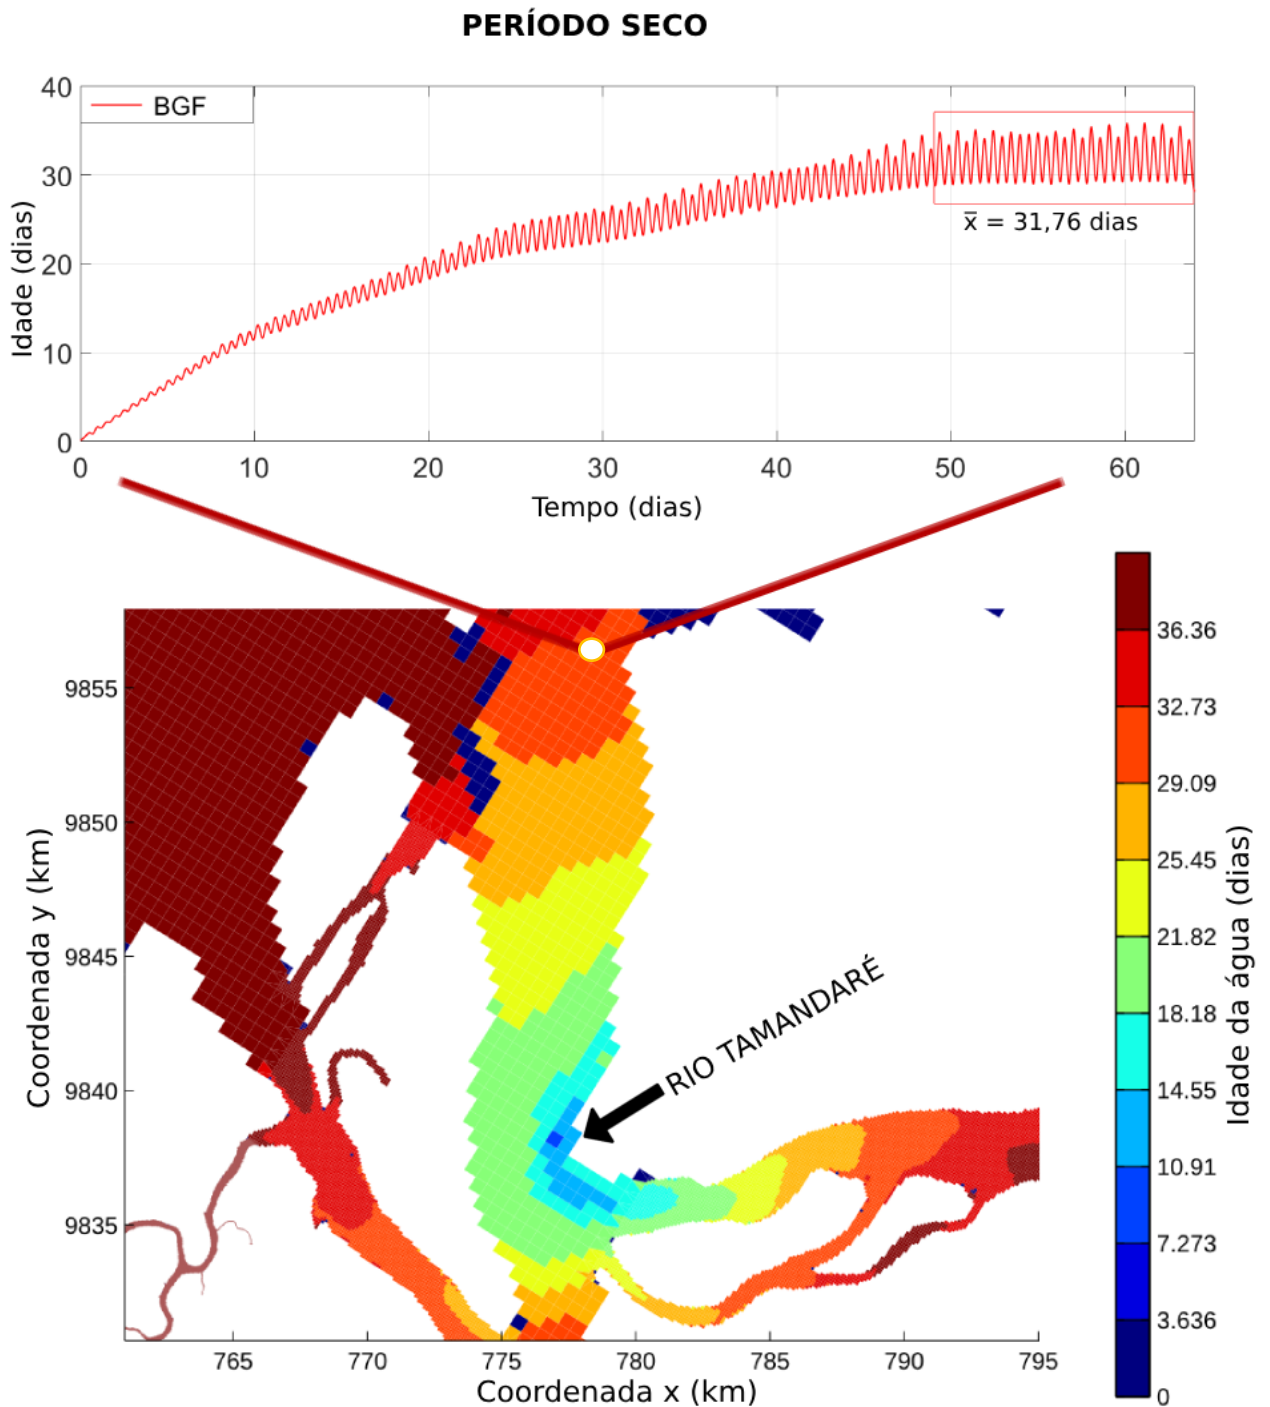 PERÍODO SECO
40
30
20
10
0
BGF
x̅ = 31,76 dias
Idade (dias)
0 10 20 30 40 50 60
Tempo (dias)
9855
9850
9845
9840
9835
Coordenada y (km)
RIO TAMANDARÉ
765 770 775 780 785 790 795
Coordenada x (km)
36.36
32.73
29.09
25.45
21.82
18.18
14.55
10.91
7.273
3.636
0
Idade da água (dias)